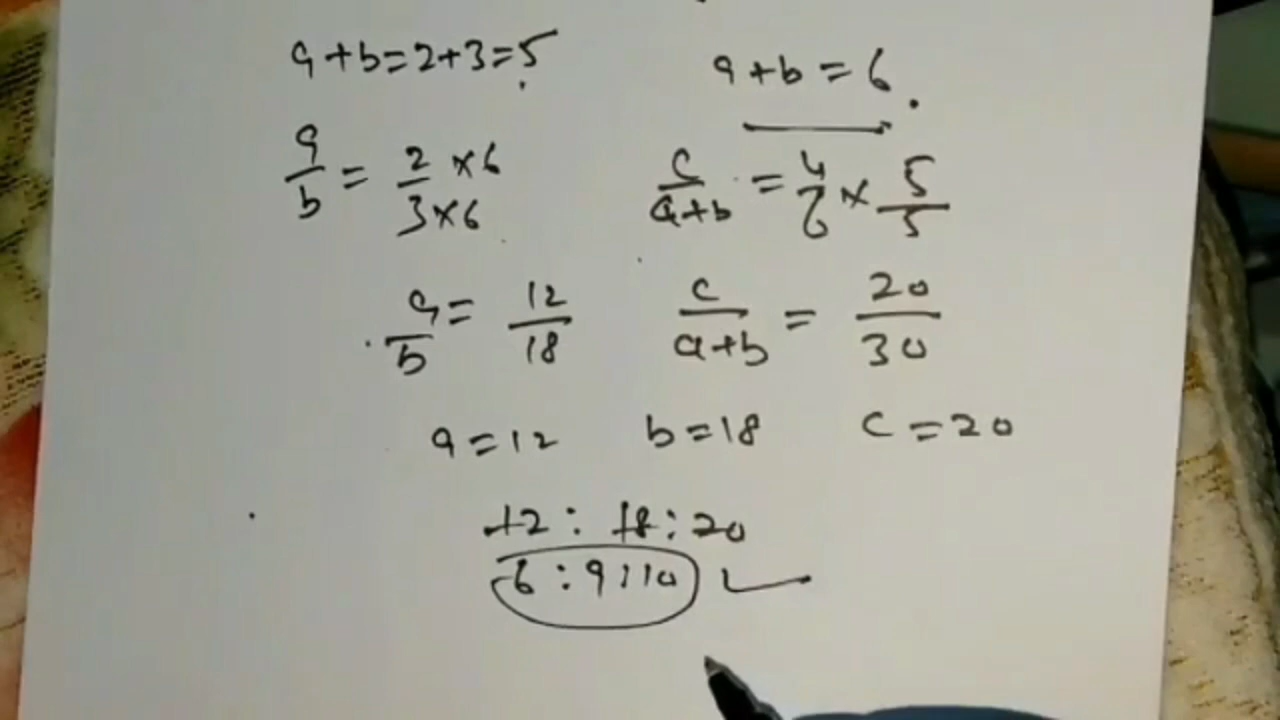 a+b=2+3=5 a+b=6
a/b = 2×6/3×6 c/a+b = 4/6 × 5/5
a/b = 12/18 c/a+b = 20/30
a=12 b=18 c=20
12 : 18 : 20
6 : 9 : 10